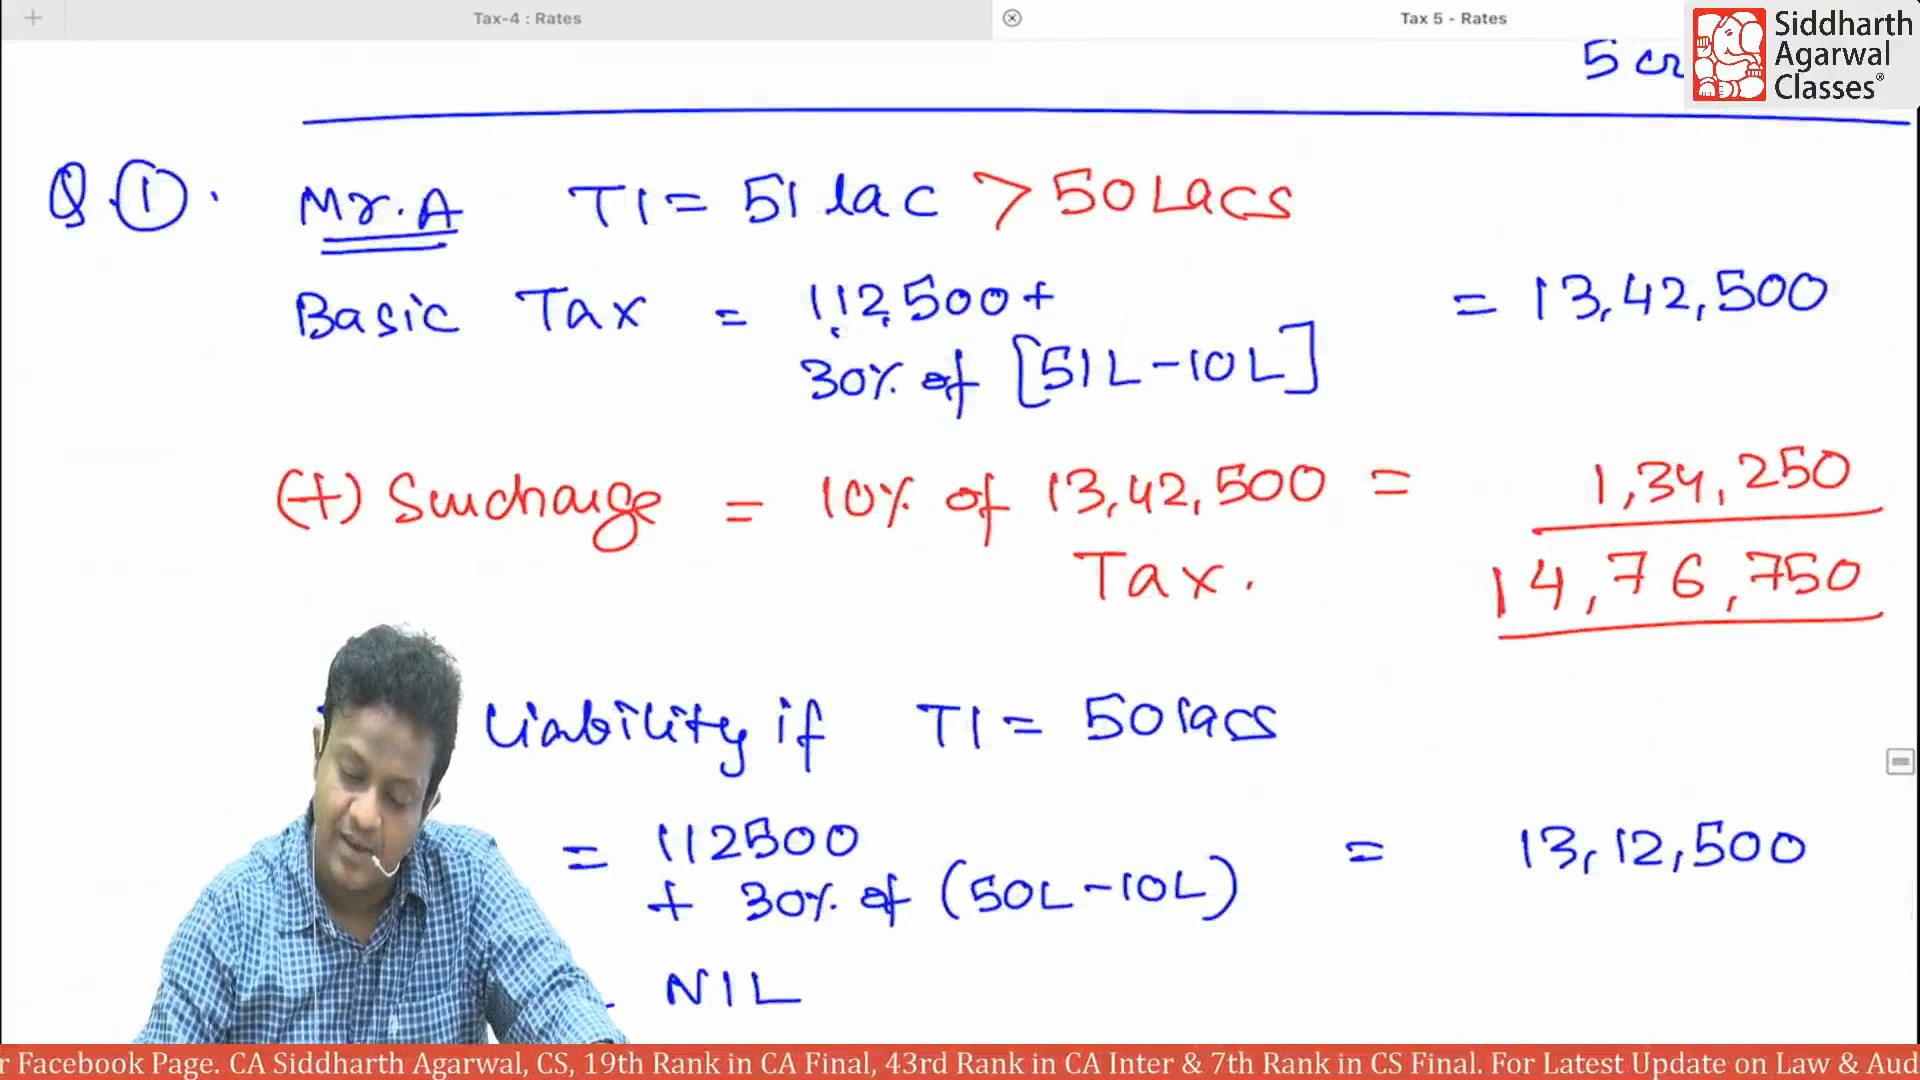 Tax-4 : Rates
Tax 5 - Rates
Siddharth
Agarwal
Classes®
5 cr
Q.① . Mr.A TI = 51 lac > 50 Lacs
Basic Tax = 1,12,500 + = 13,42,500
30% of [51L - 10L]
(+) Surcharge = 10% of 13,42,500 = 1,34,250
Tax. 14,76,750
Liability if TI = 50 lacs
= 112500 = 13,12,500
+ 30% of (50L - 10L)
NIL
r Facebook Page. CA Siddharth Agarwal, CS, 19th Rank in CA Final, 43rd Rank in CA Inter & 7th Rank in CS Final. For Latest Update on Law & Aud